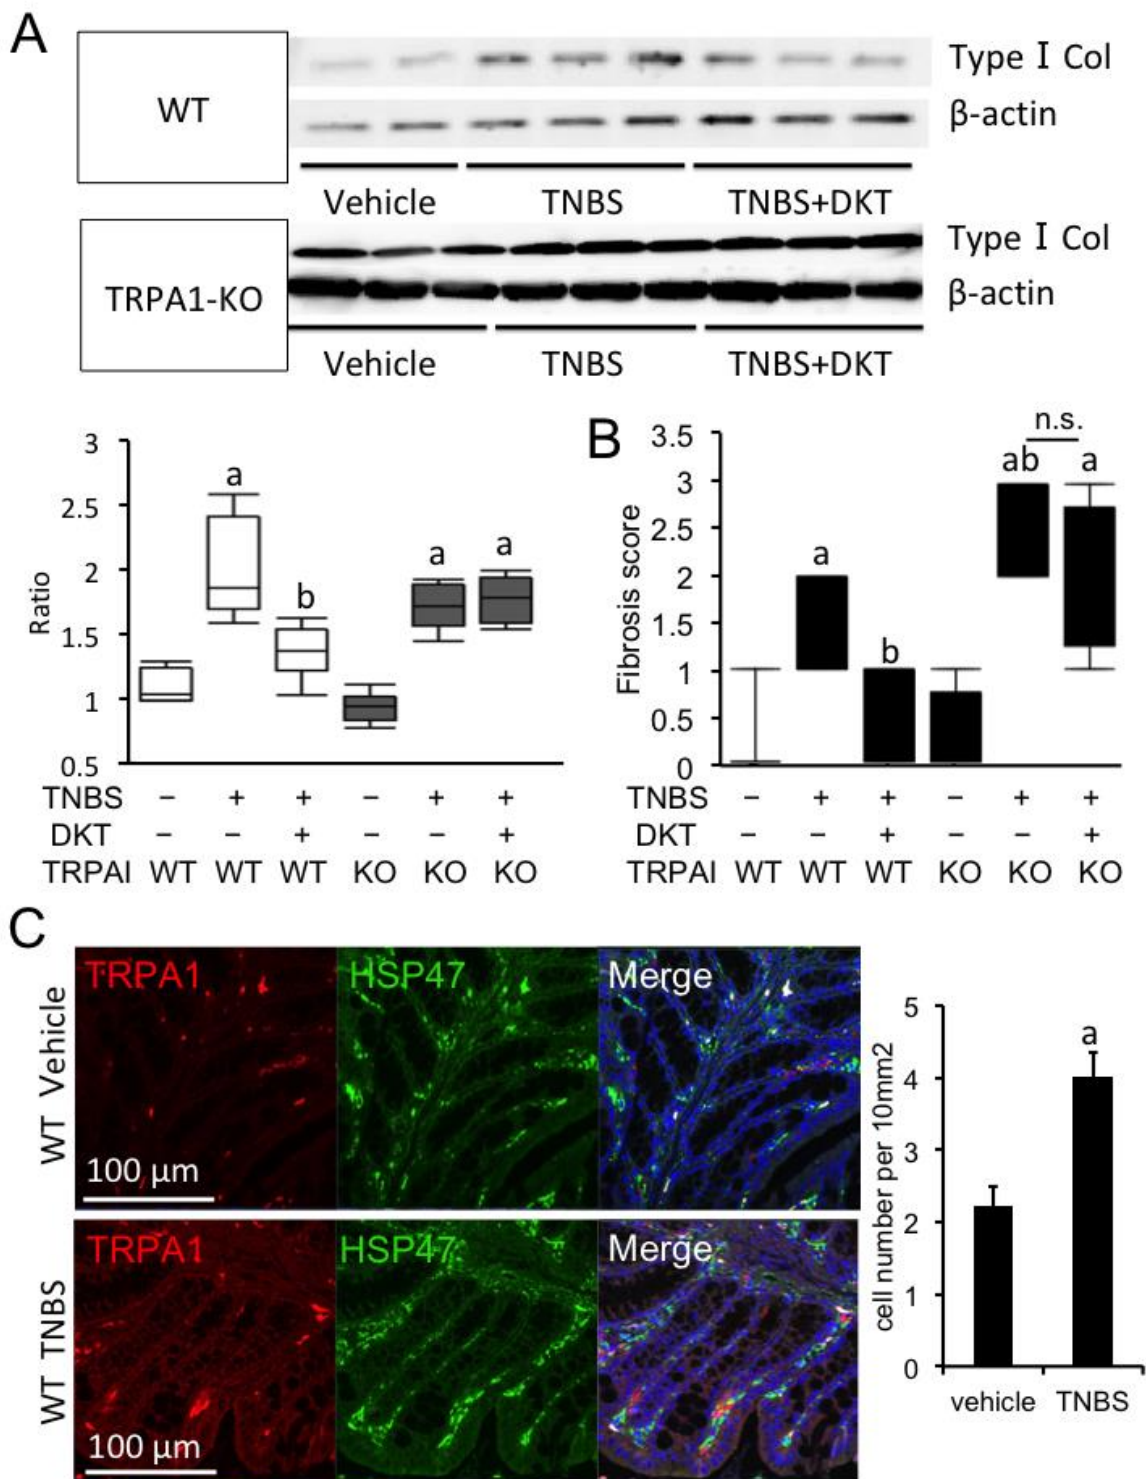 A
WT
Type I Col
β-actin
Vehicle TNBS TNBS+DKT
TRPA1-KO
Type I Col
β-actin
Vehicle TNBS TNBS+DKT
3
2.5
2
1.5
1
0.5
Ratio
a
b
a
a
TNBS − + + − + +
DKT − − + − − +
TRPAI WT WT WT KO KO KO
B
3.5
3
2.5
2
1.5
1
0.5
0
Fibrosis score
a
b
ab
n.s.
a
TNBS − + + − + +
DKT − − + − − +
TRPAI WT WT WT KO KO KO
C
WT Vehicle
TRPA1 HSP47 Merge
100 μm
WT TNBS
TRPA1 HSP47 Merge
100 μm
cell number per 10mm2
5
4
3
2
1
0
a
vehicle TNBS